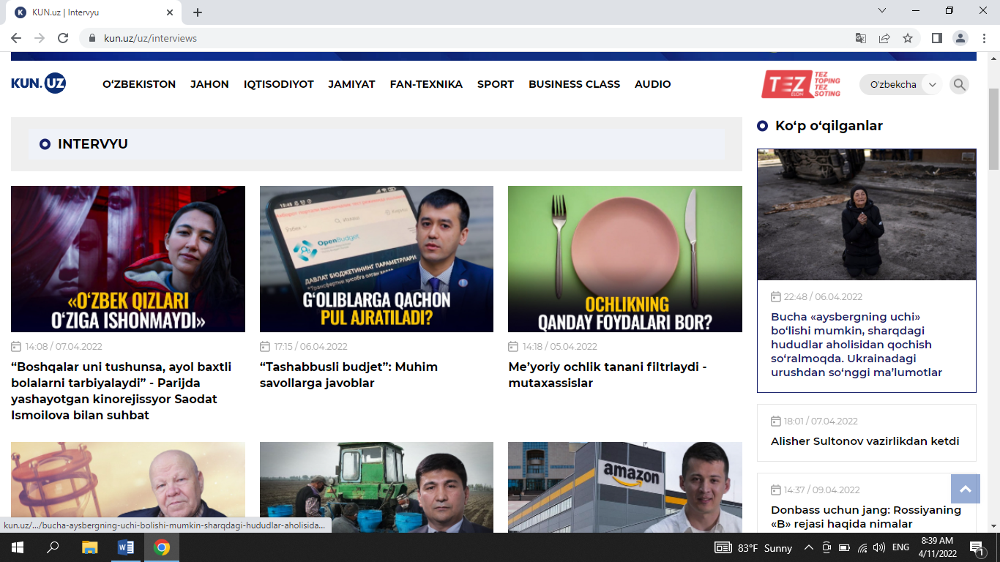 KUN.uz | Intervyu
kun.uz/uz/interviews
KUN.UZ
O‘ZBEKISTON JAHON IQTISODIYOT JAMIYAT FAN-TEXNIKA SPORT BUSINESS CLASS AUDIO
TEZ ELON TEZ TOPING TEZ SOTING
O‘zbekcha
INTERVYU
«O‘ZBEK QIZLARI
O‘ZIGA ISHONMAYDI»
14:08 / 07.04.2022
“Boshqalar uni tushunsa, ayol baxtli
bolalarni tarbiyalaydi” - Parijda
yashayotgan kinorejissyor Saodat
Ismoilova bilan suhbat
Ўзбек
Излаш
OpenBudget
ДАВЛАТ БЮДЖЕТИНИНГ ПАРАМЕТРЛАРИ
G‘OLIBLARGA QACHON
PUL AJRATILADI?
17:15 / 06.04.2022
“Tashabbusli budjet”: Muhim
savollarga javoblar
OCHLIKNING
QANDAY FOYDALARI BOR?
14:18 / 05.04.2022
Me’yoriy ochlik tanani filtrlaydi -
mutaxassislar
amazon
Ko‘p o‘qilganlar
22:48 / 06.04.2022
Bucha «aysbergning uchi»
bo‘lishi mumkin, sharqdagi
hududlar aholisidan qochish
so‘ralmoqda. Ukrainadagi
urushdan so‘nggi ma’lumotlar
18:01 / 07.04.2022
Alisher Sultonov vazirlikdan ketdi
14:37 / 09.04.2022
Donbass uchun jang: Rossiyaning
«B» rejasi haqida nimalar
kun.uz/.../bucha-aysbergning-uchi-bolishi-mumkin-sharqdagi-hududlar-aholisida...
83°F Sunny
ENG
8:39 AM
4/11/2022
1